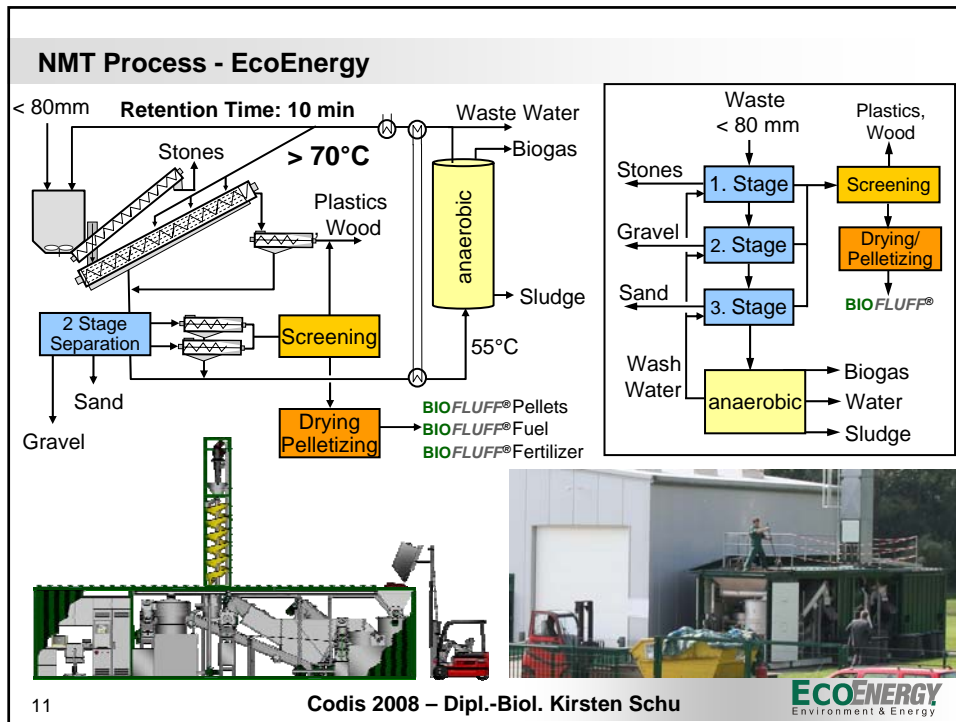 NMT Process - EcoEnergy
< 80mm
Retention Time: 10 min
Stones
> 70°C
Plastics
Wood
Waste Water
Biogas
anaerobic
Sludge
55°C
2 Stage
Separation
Screening
Sand
Gravel
Drying
Pelletizing
BIOFLUFF® Pellets
BIOFLUFF® Fuel
BIOFLUFF® Fertilizer
Waste
< 80 mm
Plastics,
Wood
Stones
1. Stage
Screening
Gravel
2. Stage
Drying/
Pelletizing
Sand
3. Stage
BIOFLUFF®
Wash
Water
anaerobic
Biogas
Water
Sludge
11
Codis 2008 – Dipl.-Biol. Kirsten Schu
ECOENERGY
Environment & Energy